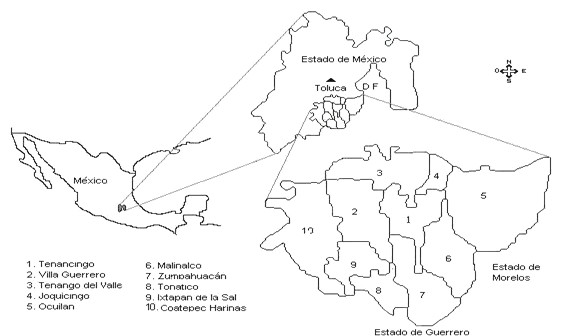 Estado de México
Toluca
D F
N
O E
S
México
3
4
5
2
1
10
6
9
8
7
Estado de Morelos
Estado de Guerrero
1. Tenancingo
2. Villa Guerrero
3. Tenango del Valle
4. Joquicingo
5. Ocuilan
6. Malinalco
7. Zumpahuacán
8. Tonatico
9. Ixtapan de la Sal
10. Coatepec Harinas